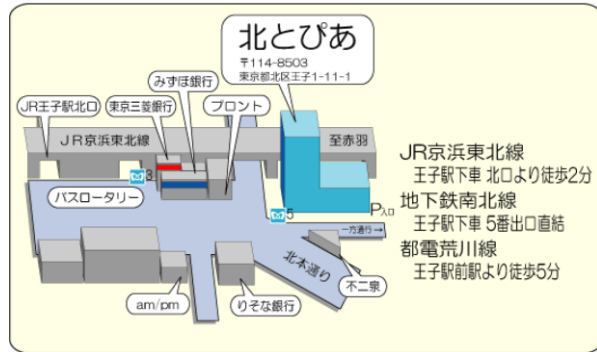 北とぴあ
〒114-8503
東京都北区王子1-11-1
みずほ銀行
JR王子駅北口
東京三菱銀行
プロント
JR京浜東北線
至赤羽
3
バスロータリー
5
P入口
一方通行→
北本通り
不二泉
am/pm
りそな銀行
JR京浜東北線
王子駅下車 北口より徒歩2分
地下鉄南北線
王子駅下車 5番出口直結
都電荒川線
王子駅前駅より徒歩5分